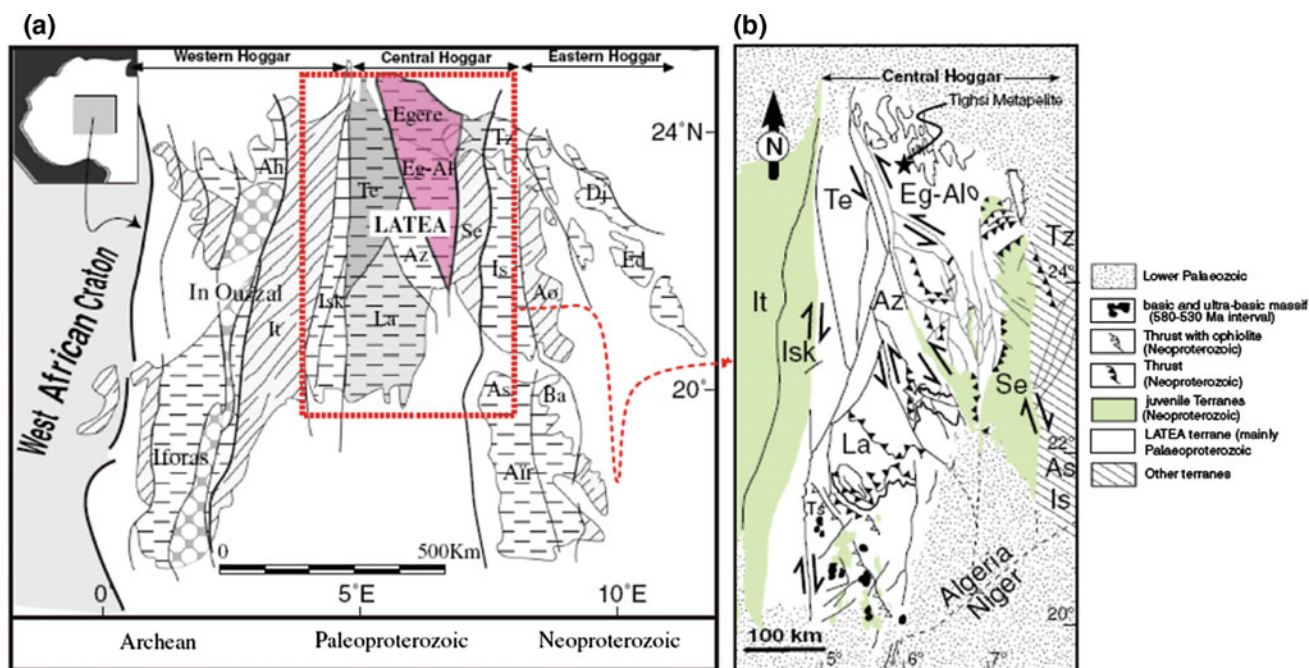 (a)
Western Hoggar
Central Hoggar
Eastern Hoggar
24°N
Egere
Tz
Ah
Eg-Al
Te
Dj
LATEA
Se
Az
Ed
Is
In Ouzzal
Isk
Ao
It
La
West African Craton
20°
As
Ba
Iforas
Aïr
0
500Km
0
5°E
10°E
Archean
Paleoproterozoic
Neoproterozoic
(b)
Central Hoggar
Tighsi Metapelite
N
Te
Eg-Al
Tz
24°
It
Az
Isk
Se
La
22°
As
Is
Ts
Algeria
Niger
20°
100 km
5°
6°
7°
Lower Palaeozoic
basic and ultra-basic massif
(580-530 Ma interval)
Thrust with ophiolite
(Neoproterozoic)
Thrust
(Neoproterozoic)
juvenile Terranes
(Neoproterozoic)
LATEA terrane (mainly
Palaeoproterozoic
Other terranes